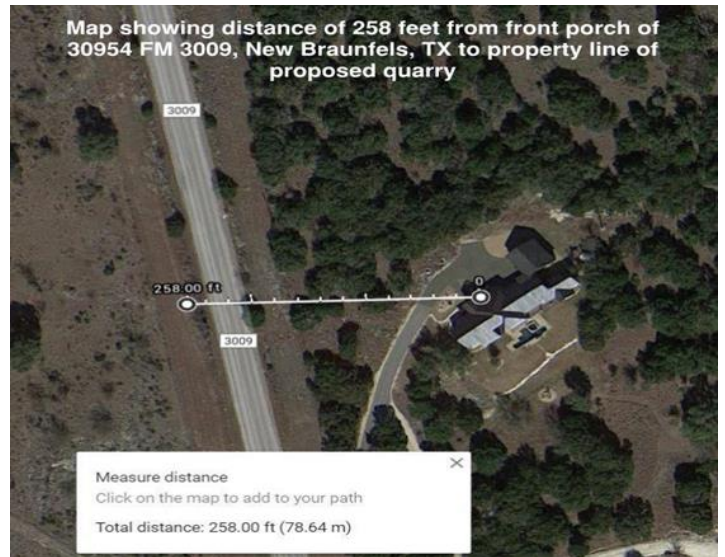 Map showing distance of 258 feet from front porch of
30954 FM 3009, New Braunfels, TX to property line of
proposed quarry
3009
258.00 ft
0
3009
Measure distance
Click on the map to add to your path
Total distance: 258.00 ft (78.64 m)